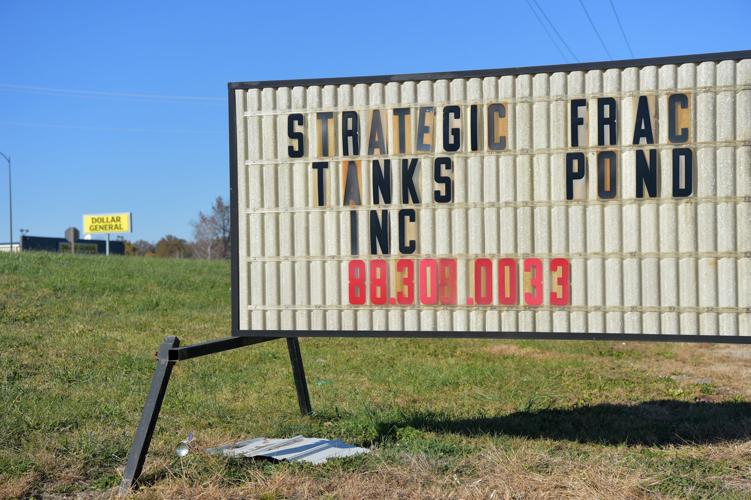 STRATEGIC FRAC
TANKS POND
INC
88.308.0033
DOLLAR
GENERAL